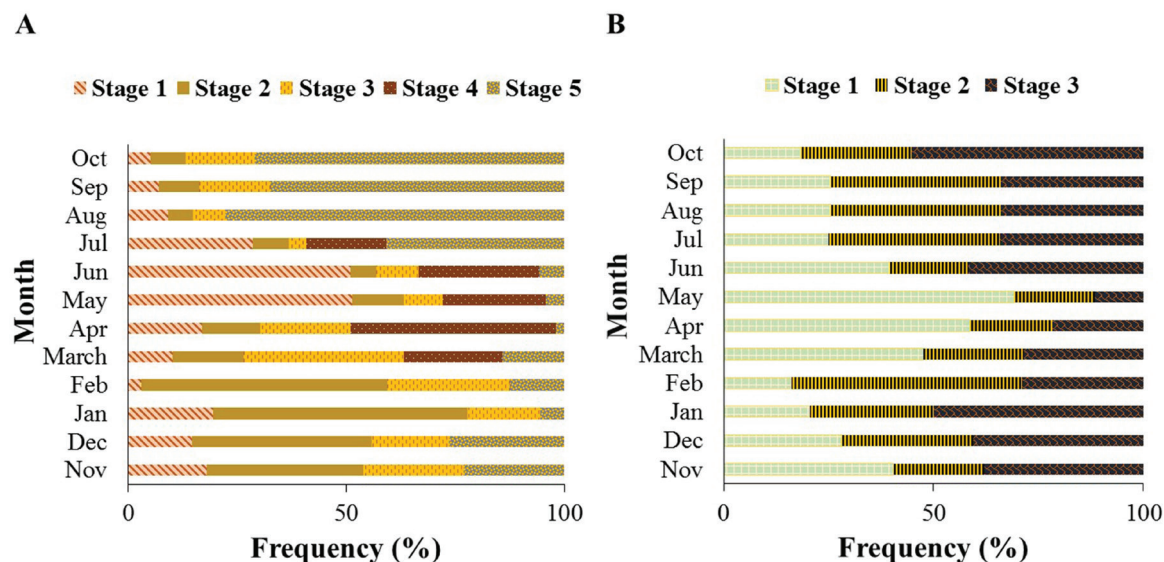 A
Stage 1 Stage 2 Stage 3 Stage 4 Stage 5
Month
Oct
Sep
Aug
Jul
Jun
May
Apr
March
Feb
Jan
Dec
Nov
0 50 100
Frequency (%)
B
Stage 1 Stage 2 Stage 3
Month
Oct
Sep
Aug
Jul
Jun
May
Apr
March
Feb
Jan
Dec
Nov
0 50 100
Frequency (%)